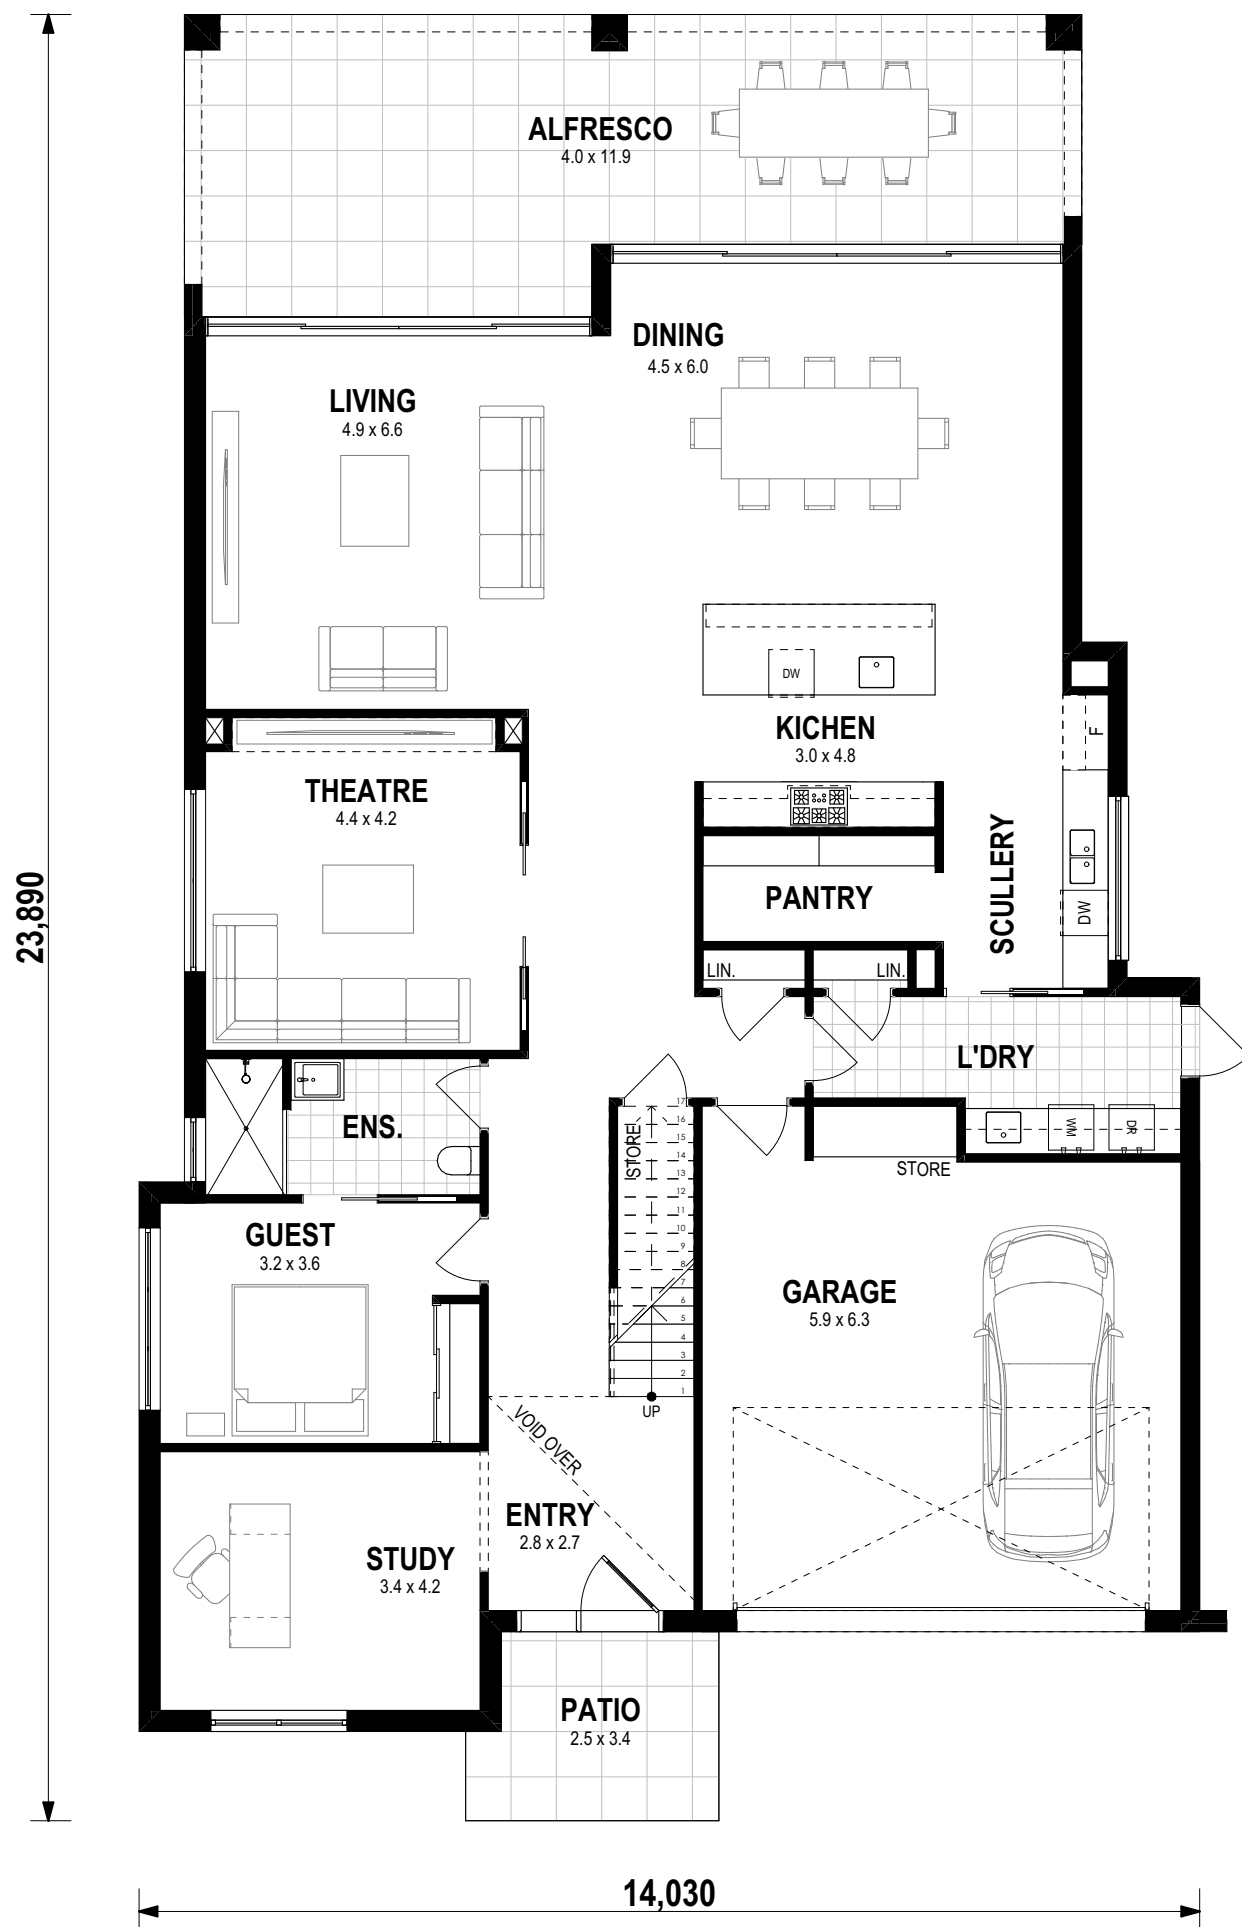 ALFRESCO
4.0 x 11.9
DINING
4.5 x 6.0
LIVING
4.9 x 6.6
DW
KICHEN
3.0 x 4.8
F
THEATRE
4.4 x 4.2
SCULLERY
PANTRY
DW
23,890
LIN.
LIN.
L'DRY
ENS.
WM
DR
STORE
STORE
17
16
15
14
13
12
11
10
9
8
7
6
5
4
3
2
1
UP
GUEST
3.2 x 3.6
GARAGE
5.9 x 6.3
VOID OVER
ENTRY
2.8 x 2.7
STUDY
3.4 x 4.2
PATIO
2.5 x 3.4
14,030